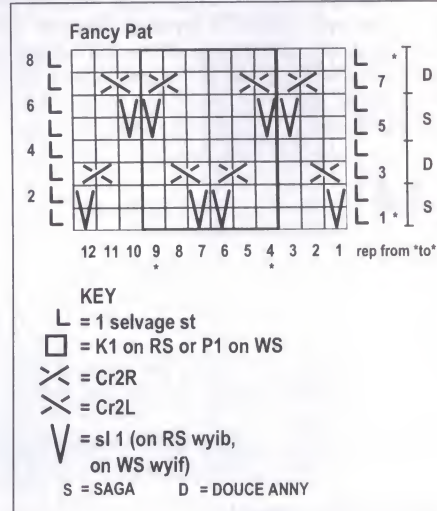 Fancy Pat
8 L L *
L L 7 D
6 L L
L L 5 S
4 L L
L L 3 D
2 L L
L L 1 * S
12 11 10 9 8 7 6 5 4 3 2 1 rep from *to*
* *
KEY
L = 1 selvage st
= K1 on RS or P1 on WS
= Cr2R
= Cr2L
V = sl 1 (on RS wyib,
on WS wyif)
S = SAGA D = DOUCE ANNY